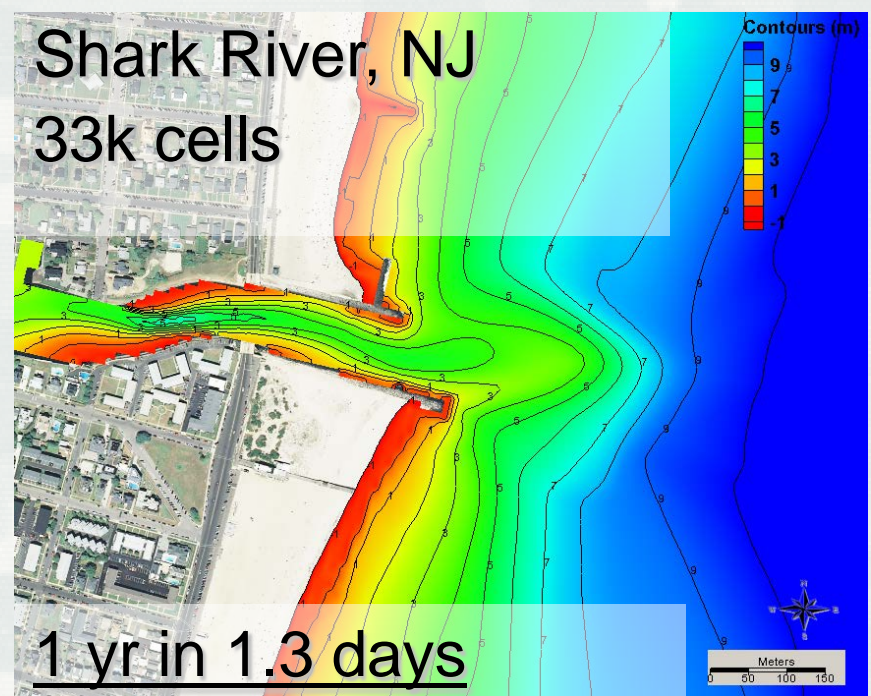 Shark River, NJ
33k cells
Contours (m)
9
7
5
3
1
-1
1 yr in 1.3 days
N
W E
S
Meters
0 50 100 150